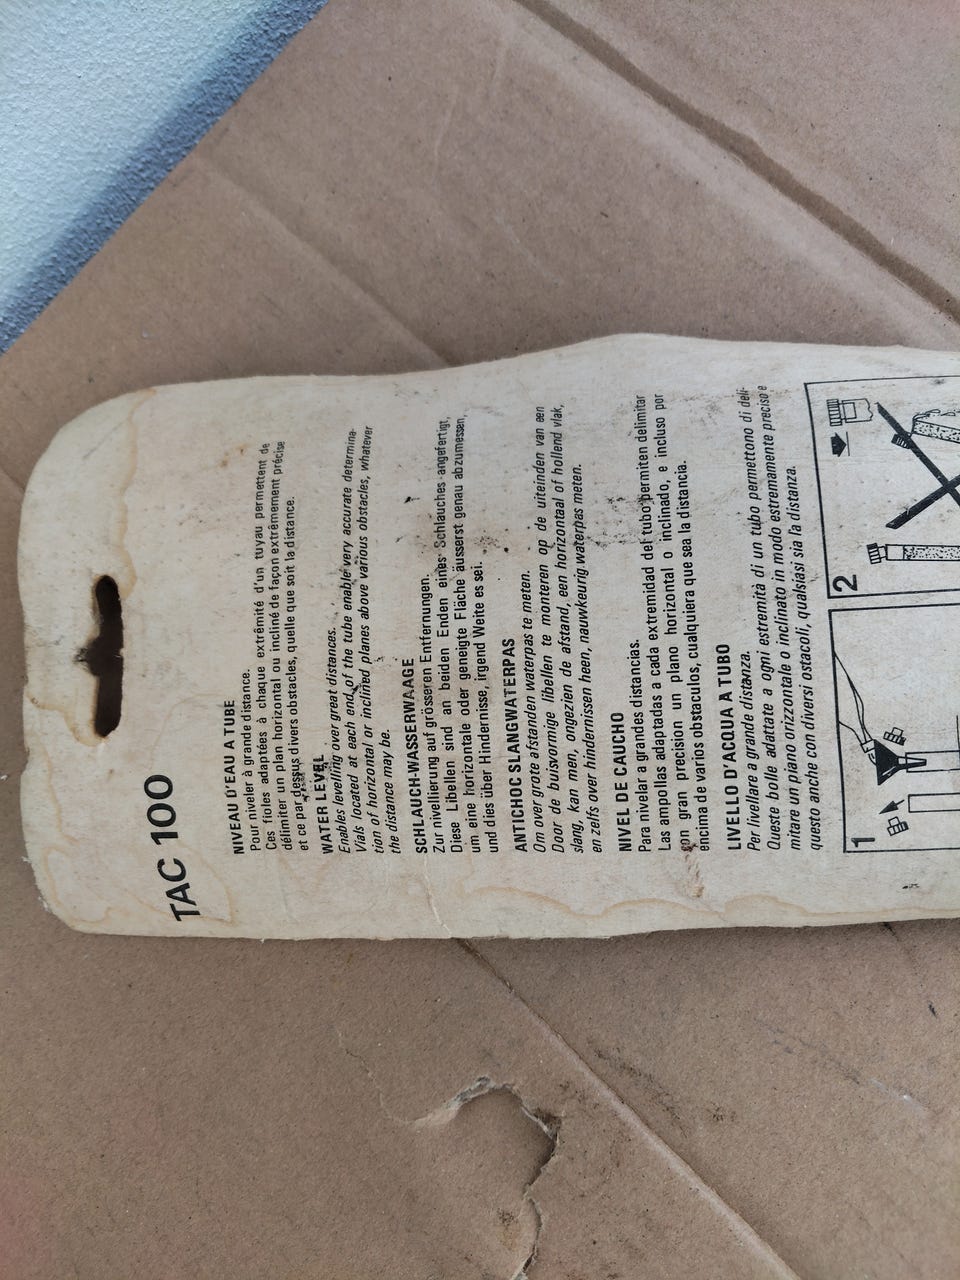 TAC 100
NIVEAU D'EAU A TUBE
Pour niveler à grande distance.
Ces fioles adaptées à chaque extrêmité d'un tuyau permettent de
délimiter un plan horizontal ou incliné de façon extrêmement précise
et ce par dessus divers obstacles, quelle que soit la distance.
WATER LEVEL
Enables levelling over great distances.
Vials located at each end of the tube enable very accurate determina-
tion of horizontal or inclined planes above various obstacles, whatever
the distance may be.
SCHLAUCH-WASSERWAAGE
Zur nivellierung auf grösseren Entfernungen.
Diese Libellen sind an beiden Enden eines Schlauches angefertigt,
um eine horizontale oder geneigte Fläche äusserst genau abzumessen,
und dies über Hindernisse, irgend Weite es sei.
ANTICHOC SLANGWATERPAS
Om over grote afstanden waterpas te meten.
Door de buisvormige libellen te monteren op de uiteinden van een
slang, kan men, ongezien de afstand, een horizontaal of hollend vlak,
en zelfs over hindernissen heen, nauwkeurig waterpas meten.
NIVEL DE CAUCHO
Para nivelar a grandes distancias.
Las ampollas adaptadas a cada extremidad del tubo permiten delimitar
con gran precision un plano horizontal o inclinado, e incluso por
encima de varios obstaculos, cualquiera que sea la distancia.
LIVELLO D'ACQUA A TUBO
Per livellare a grande distanza.
Queste bolle adattate a ogni estremità di un tubo permettono di deli-
mitare un piano orizzontale o inclinato in modo estremamente preciso e
questo anche con diversi ostacoli, qualsiasi sia la distanza.
1
2